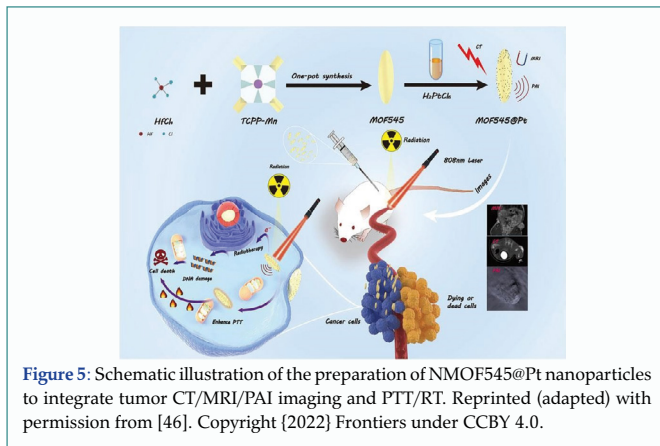 CT
MRI
PAI
One-pot synthesis
H₂PtCl₆
HfCl₄
TCPP-Mn
MOF545
MOF545@Pt
Hf
Cl
Radiation
808nm Laser
Images
Radiation
Radiotherapy
Cell death
DNA damage
Enhance PTT
Cancer cells
Dying or
dead cells
Figure 5: Schematic illustration of the preparation of NMOF545@Pt nanoparticles
to integrate tumor CT/MRI/PAI imaging and PTT/RT. Reprinted (adapted) with
permission from [46]. Copyright {2022} Frontiers under CCBY 4.0.